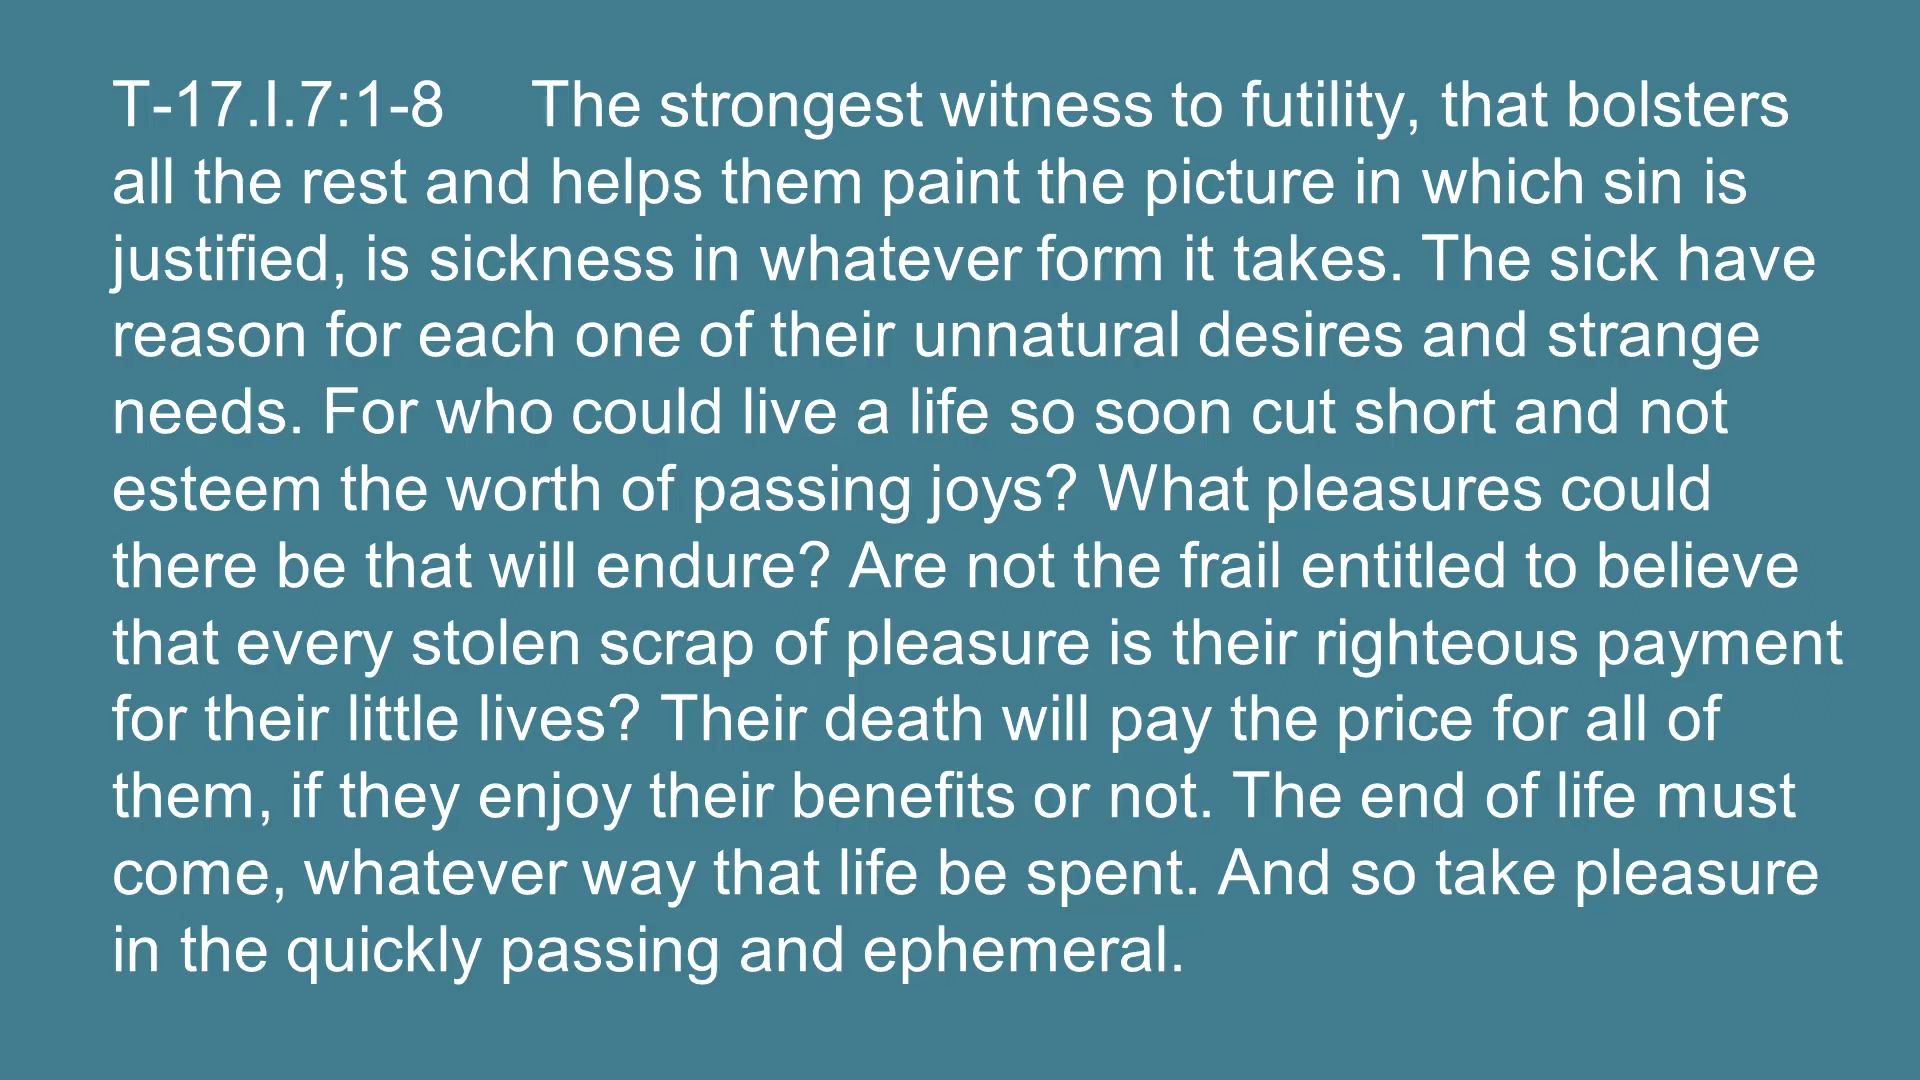 T-17.I.7:1-8 The strongest witness to futility, that bolsters
all the rest and helps them paint the picture in which sin is
justified, is sickness in whatever form it takes. The sick have
reason for each one of their unnatural desires and strange
needs. For who could live a life so soon cut short and not
esteem the worth of passing joys? What pleasures could
there be that will endure? Are not the frail entitled to believe
that every stolen scrap of pleasure is their righteous payment
for their little lives? Their death will pay the price for all of
them, if they enjoy their benefits or not. The end of life must
come, whatever way that life be spent. And so take pleasure
in the quickly passing and ephemeral.